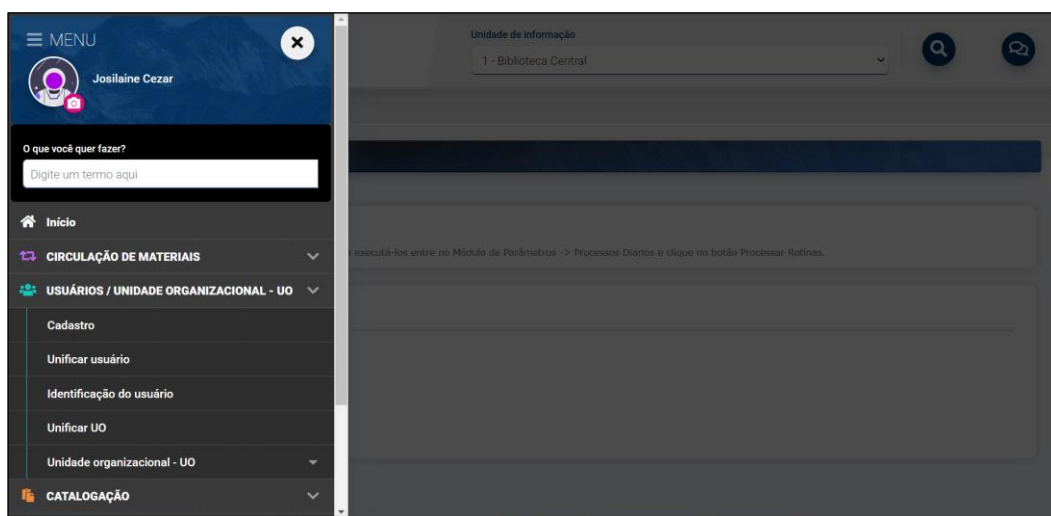 MENU
Josilaine Cezar
O que você quer fazer?
Digite um termo aqui
Início
CIRCULAÇÃO DE MATERIAIS
USUÁRIOS / UNIDADE ORGANIZACIONAL - UO
Cadastro
Unificar usuário
Identificação do usuário
Unificar UO
Unidade organizacional - UO
CATALOGAÇÃO
Unidade de informação
1 - Biblioteca Central
executá-los entre no Módulo de Parâmetros -> Processos Diários e clique no botão Processar Rotinas.